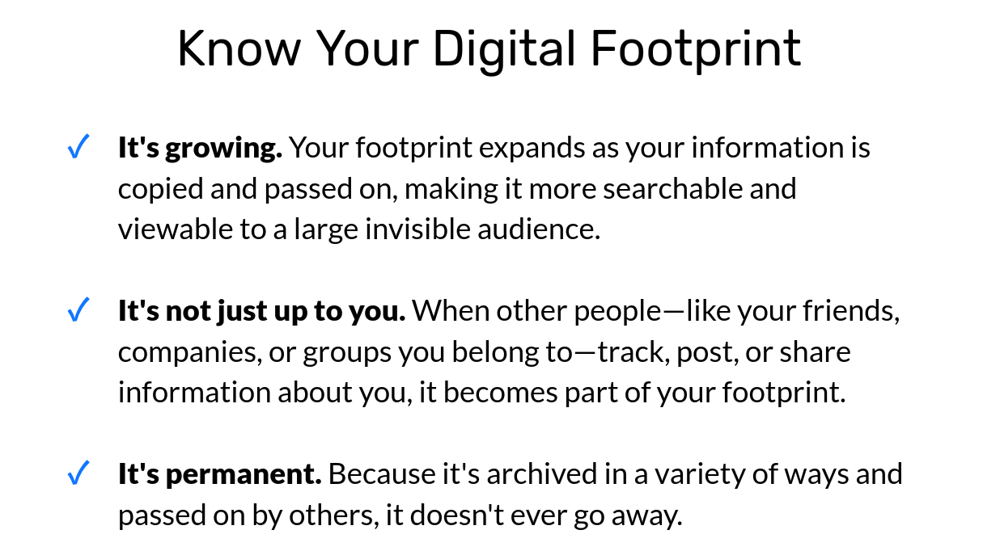 Know Your Digital Footprint
✓ It's growing. Your footprint expands as your information is
copied and passed on, making it more searchable and
viewable to a large invisible audience.
✓ It's not just up to you. When other people—like your friends,
companies, or groups you belong to—track, post, or share
information about you, it becomes part of your footprint.
✓ It's permanent. Because it's archived in a variety of ways and
passed on by others, it doesn't ever go away.